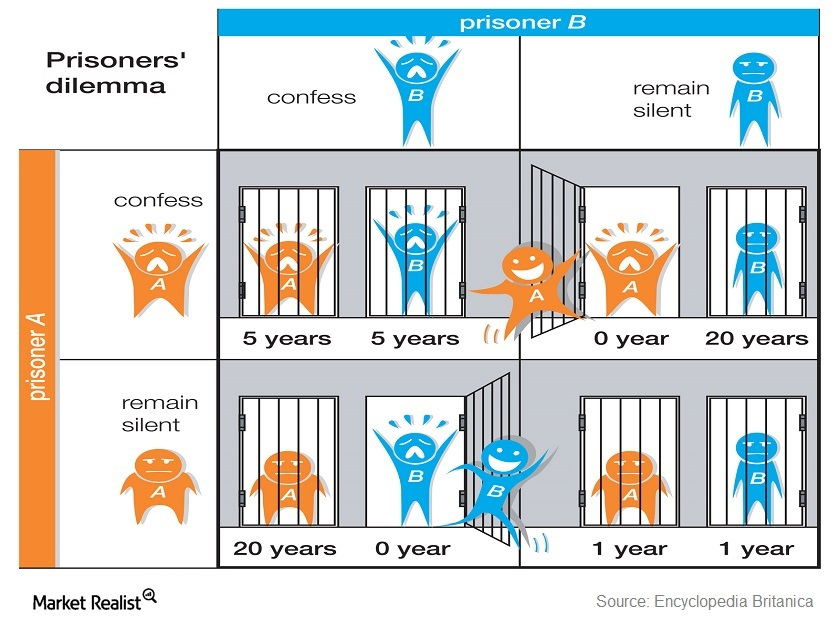 prisoner B
Prisoners'
dilemma
confess
B
remain
silent
B
prisoner A
confess
A
A
B
A
A
B
5 years
5 years
0 year
20 years
remain
silent
A
A
B
B
A
B
20 years
0 year
1 year
1 year
Market Realist
Source: Encyclopedia Britanica